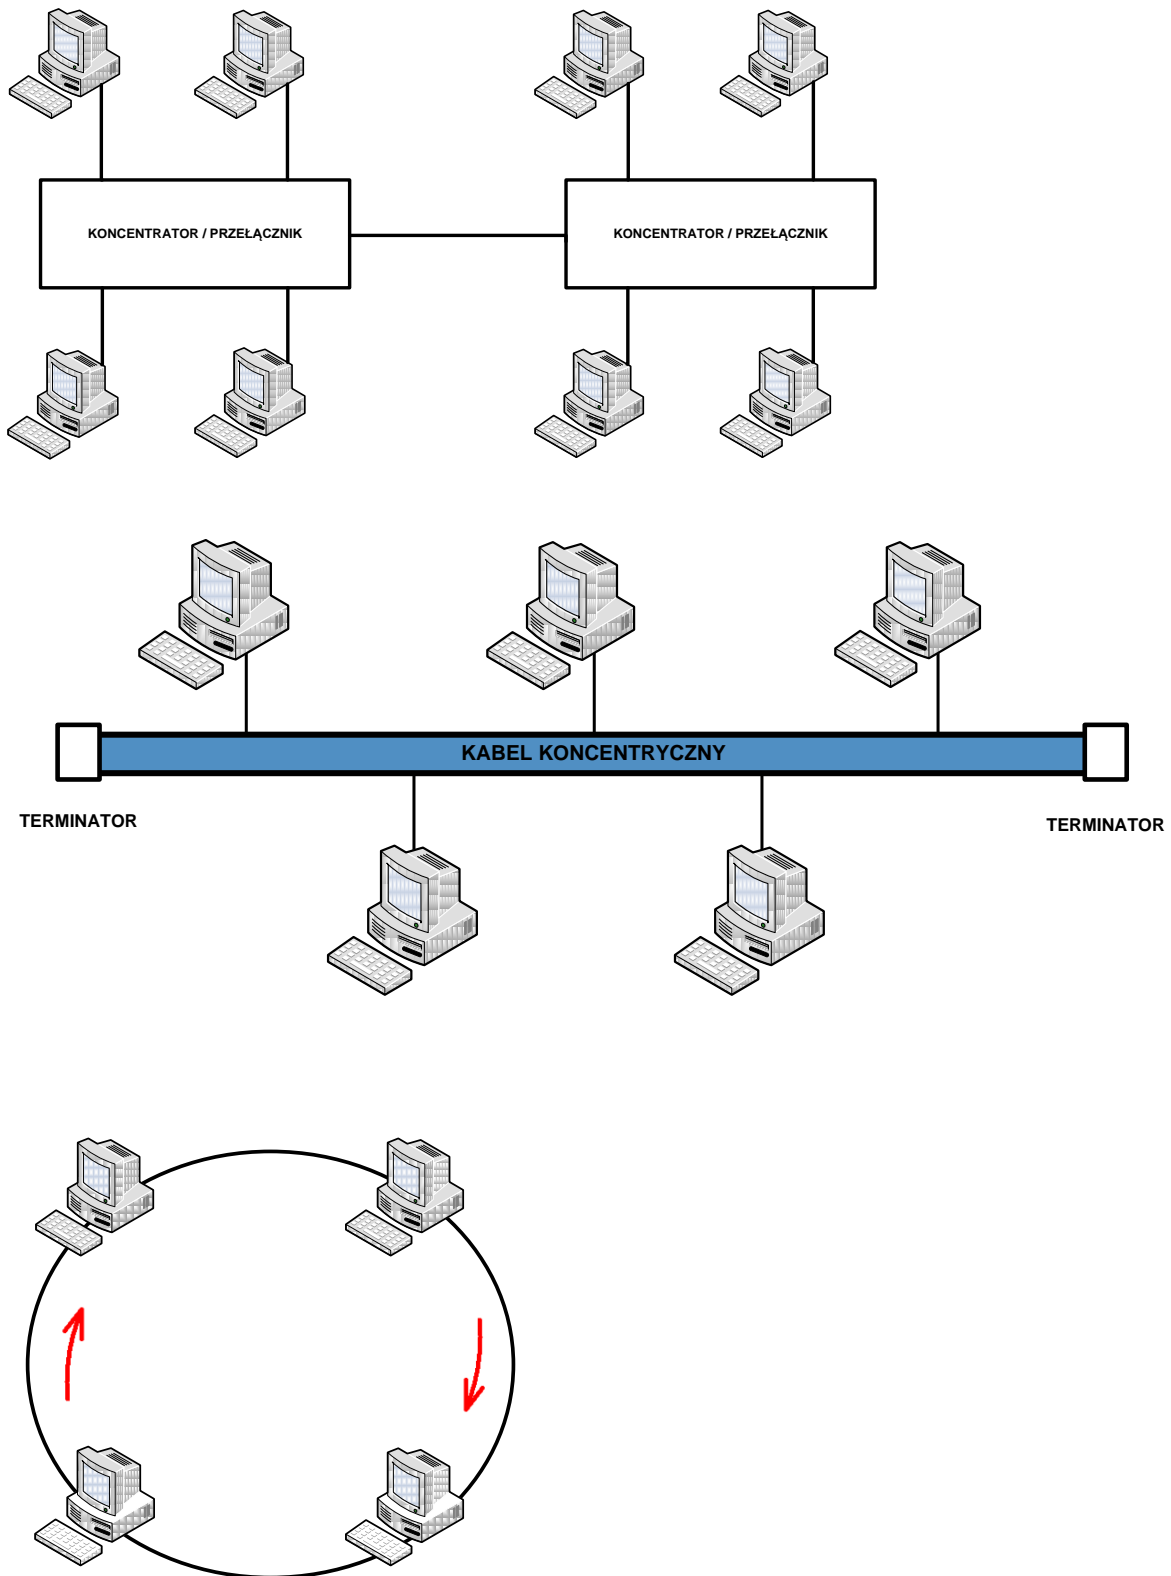 KONCENTRATOR / PRZEŁĄCZNIK
KONCENTRATOR / PRZEŁĄCZNIK
KABEL KONCENTRYCZNY
TERMINATOR
TERMINATOR